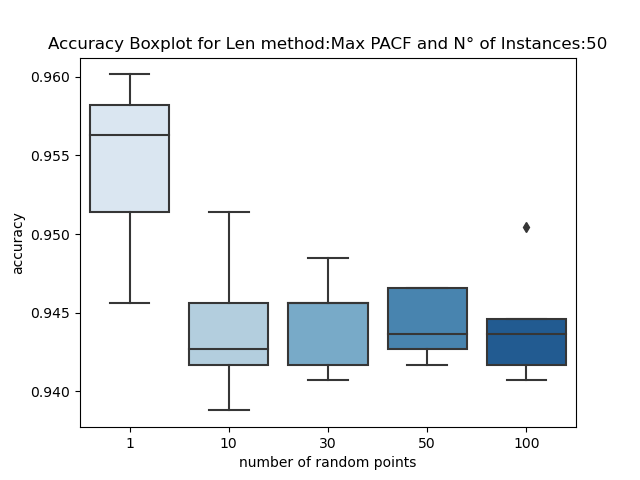 Accuracy Boxplot for Len method:Max PACF and N° of Instances:50
0.960
0.955
0.950
0.945
0.940
accuracy
1 10 30 50 100
number of random points